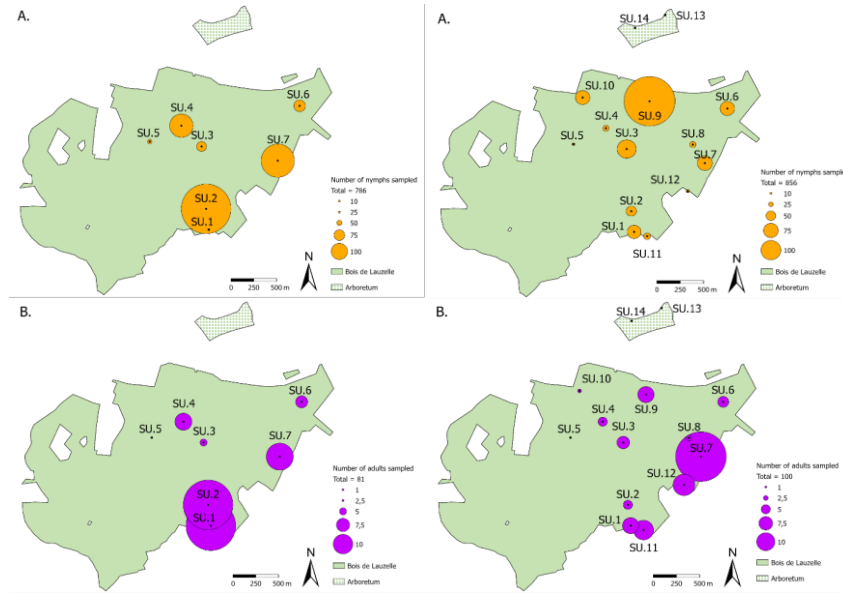 A.
SU.6
SU.4
SU.5
SU.3
SU.7
SU.2
SU.1
Number of nymphs sampled
Total = 786
10
25
50
75
100
N
0
250
500 m
Bois de Lauzelle
Arboretum
A.
SU.14
SU.13
SU.10
SU.6
SU.4
SU.9
SU.5
SU.3
SU.8
SU.7
SU.12
SU.2
SU.1
SU.11
Number of nymphs sampled
Total = 856
10
25
50
75
100
N
0
250
500 m
Bois de Lauzelle
Arboretum
B.
SU.6
SU.4
SU.5
SU.3
SU.7
SU.2
SU.1
Number of adults sampled
Total = 81
1
2,5
5
7,5
10
N
0
250
500 m
Bois de Lauzelle
Arboretum
B.
SU.14
SU.13
SU.10
SU.6
SU.4
SU.9
SU.5
SU.3
SU.8
SU.7
SU.12
SU.2
SU.1
SU.11
Number of adults sampled
Total = 100
1
2,5
5
7,5
10
N
0
250
500 m
Bois de Lauzelle
Arboretum